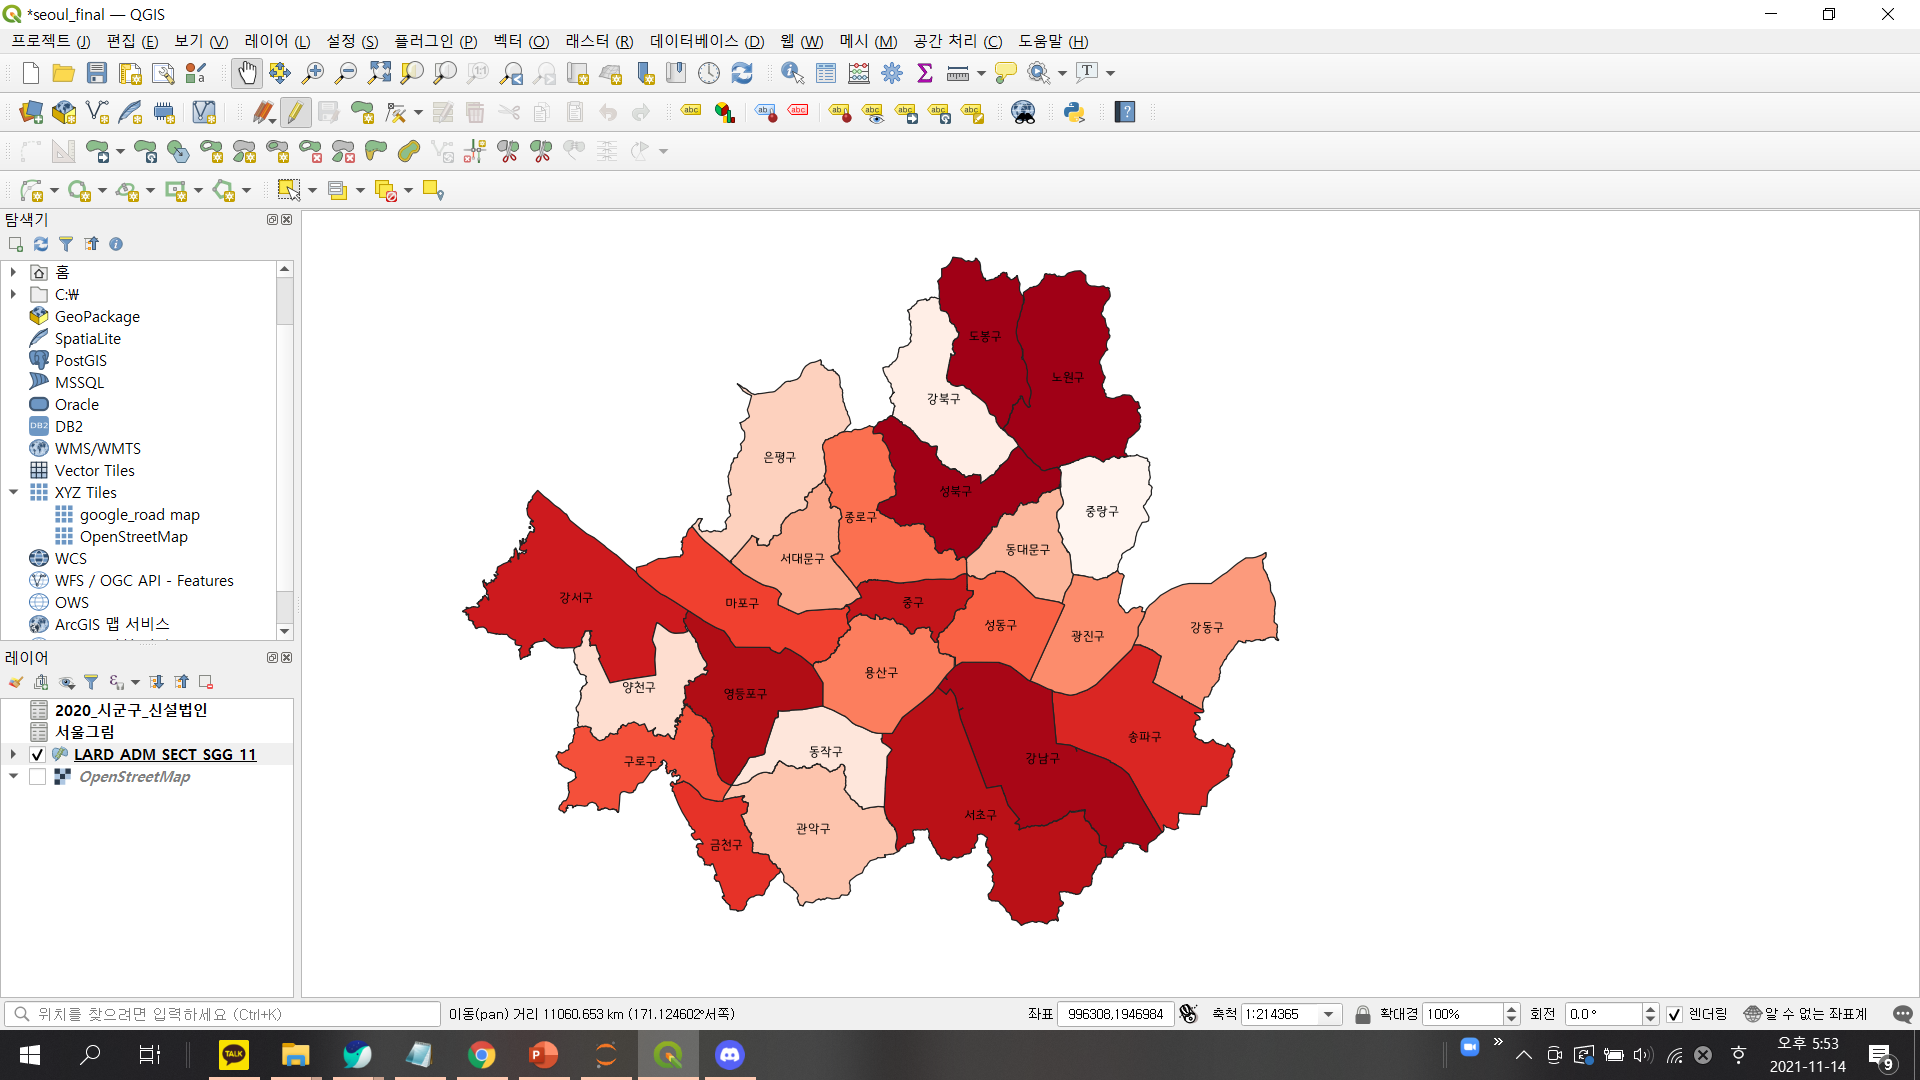 *seoul_final — QGIS
프로젝트 (J) 편집 (E) 보기 (V) 레이어 (L) 설정 (S) 플러그인 (P) 벡터 (O) 래스터 (R) 데이터베이스 (D) 웹 (W) 메시 (M) 공간 처리 (C) 도움말 (H)
탐색기
홈
C:₩
GeoPackage
SpatiaLite
PostGIS
MSSQL
Oracle
DB2
WMS/WMTS
Vector Tiles
XYZ Tiles
google_road map
OpenStreetMap
WCS
WFS / OGC API - Features
OWS
ArcGIS 맵 서비스
레이어
2020_시군구_신설법인
서울그림
LARD_ADM_SECT_SGG_11
OpenStreetMap
도봉구
노원구
강북구
은평구
성북구
중랑구
종로구
동대문구
서대문구
강서구
마포구
중구
성동구
광진구
강동구
용산구
양천구
영등포구
송파구
동작구
강남구
구로구
서초구
관악구
금천구
위치를 찾으려면 입력하세요 (Ctrl+K)
이동(pan) 거리 11060.653 km (171.124602°서쪽)
좌표 996308,1946984
축척 1:214365
확대경 100%
회전 0.0 °
렌더링
알 수 없는 좌표계
TALK
오후 5:53
2021-11-14
9